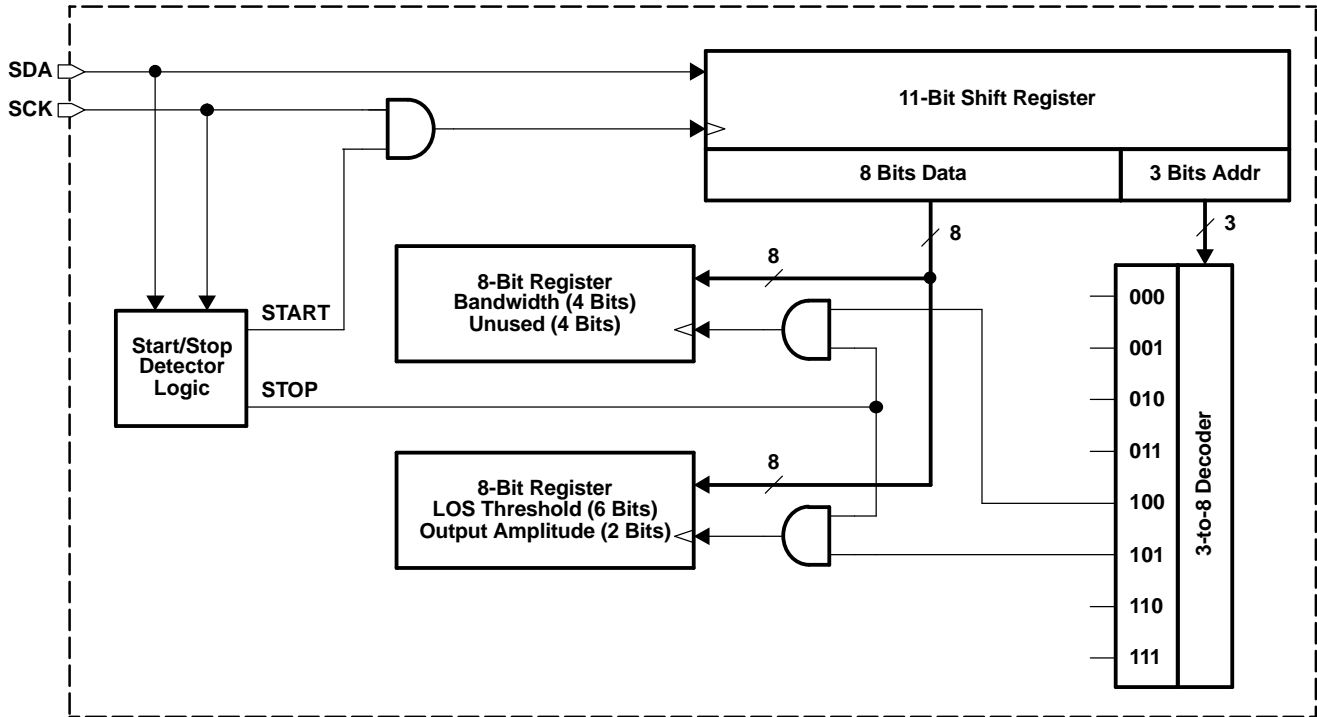 SDA
SCK
11-Bit Shift Register
8 Bits Data
3 Bits Addr
8
3
8
8-Bit Register
Bandwidth (4 Bits)
Unused (4 Bits)
START
Start/Stop
Detector
Logic
STOP
8
8-Bit Register
LOS Threshold (6 Bits)
Output Amplitude (2 Bits)
000
001
010
011
100
101
110
111
3-to-8 Decoder